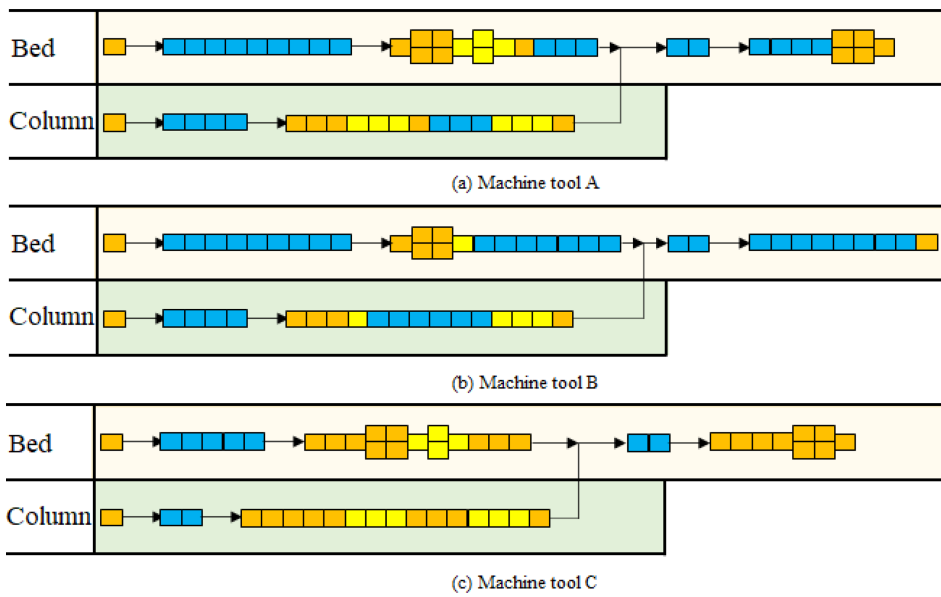 Bed
Column
(a) Machine tool A
Bed
Column
(b) Machine tool B
Bed
Column
(c) Machine tool C